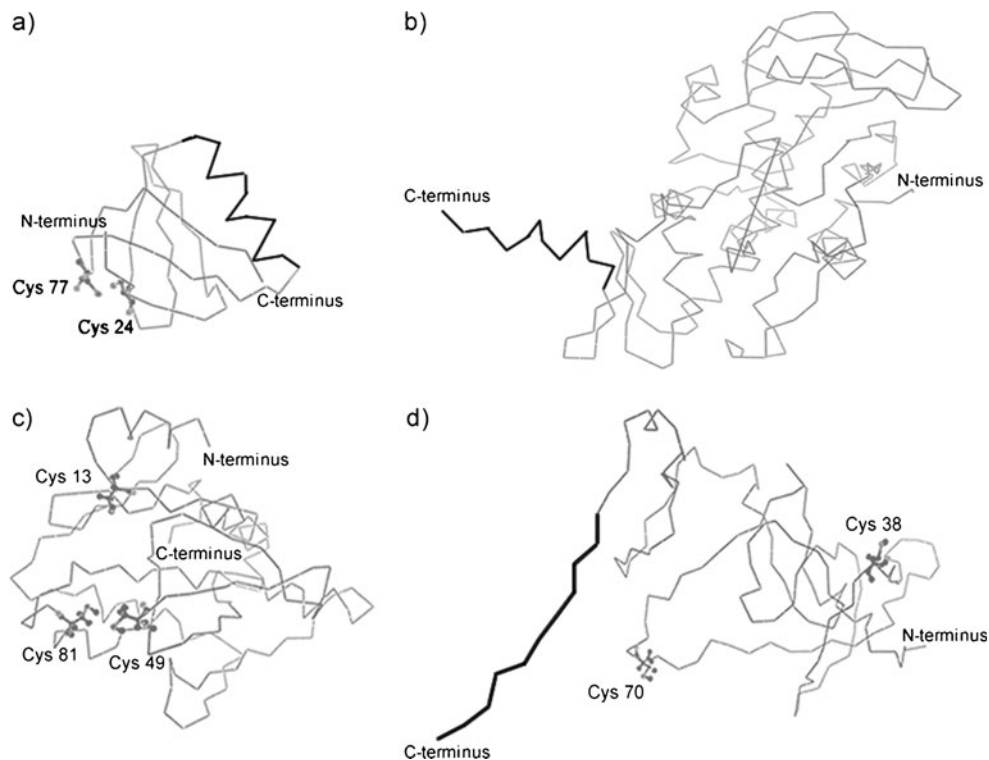 a)
b)
N-terminus
Cys 77
Cys 24
C-terminus
C-terminus
N-terminus
c)
d)
N-terminus
Cys 13
C-terminus
Cys 81
Cys 49
Cys 38
N-terminus
Cys 70
C-terminus